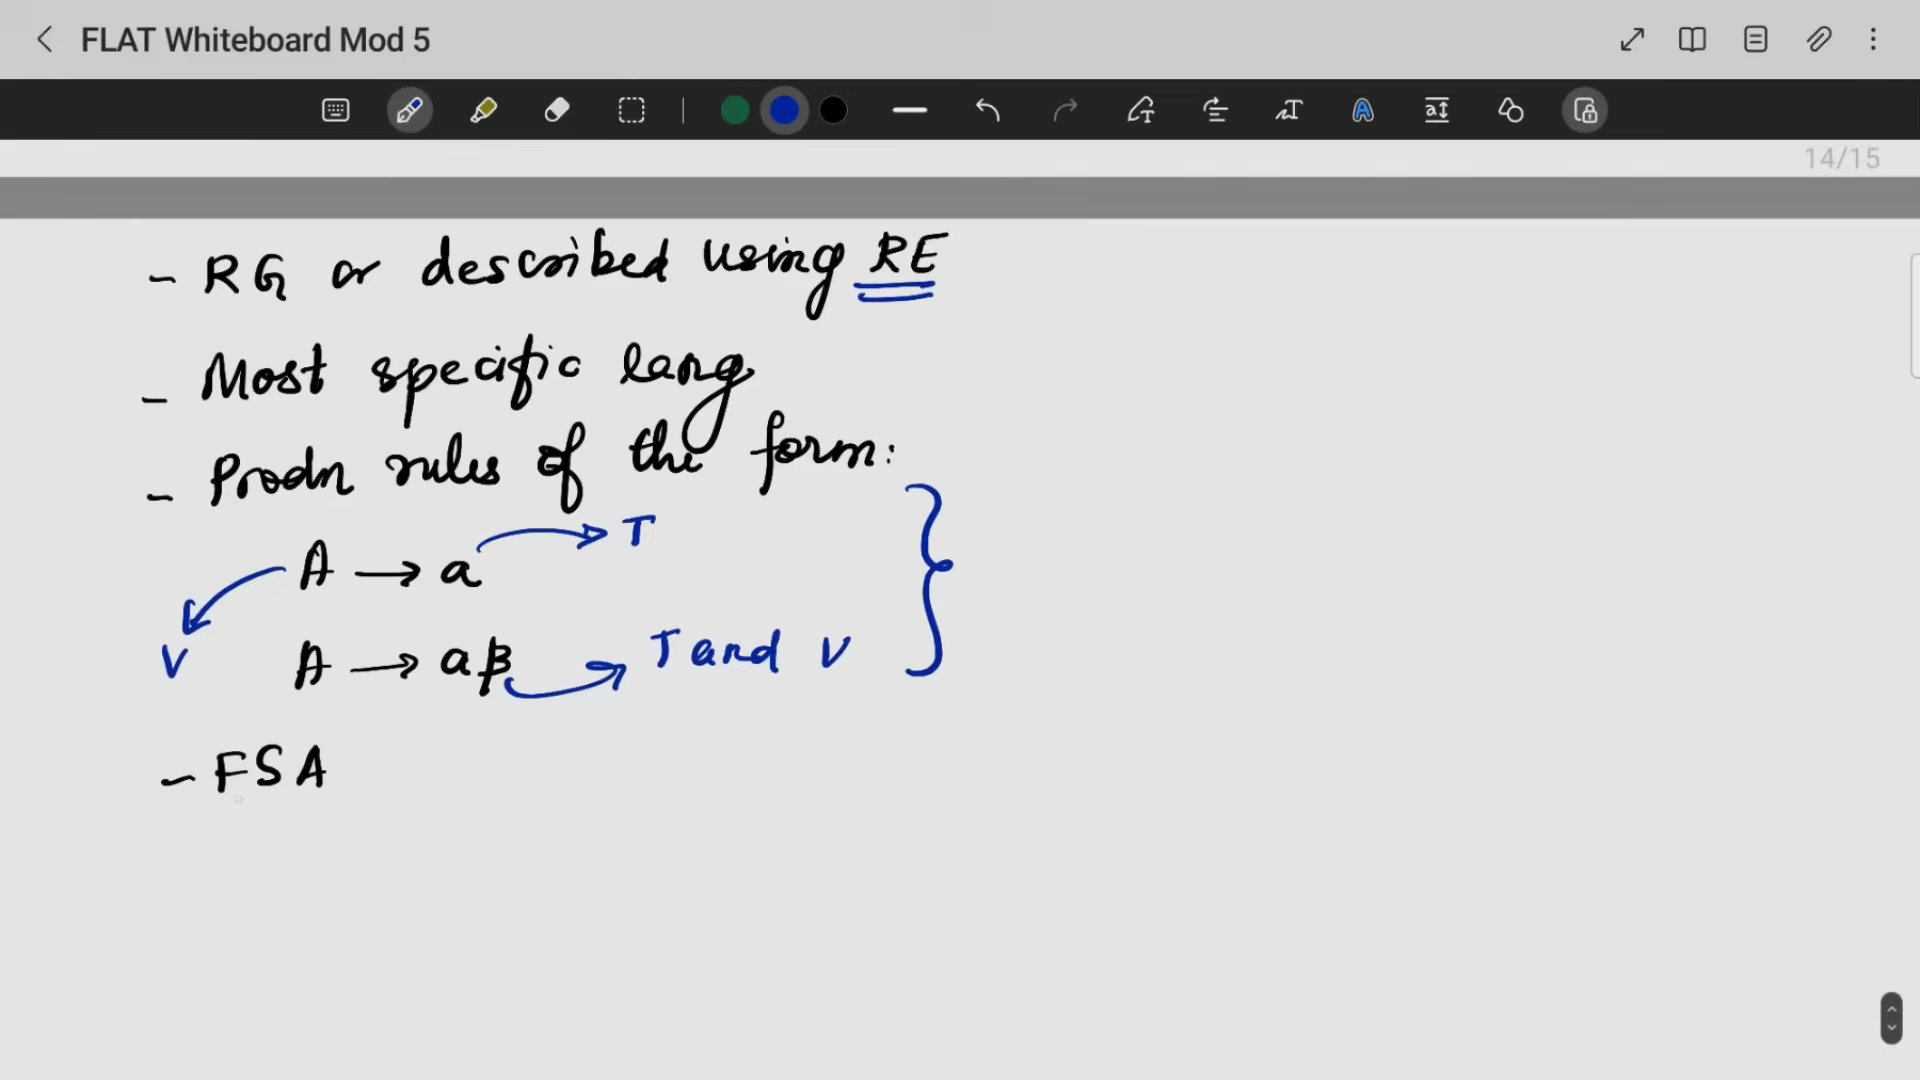 FLAT Whiteboard Mod 5
14/15
- RG or described using RE
- Most specific lang
- Prodn rules of the form:
A → a → T
V
A → aβ → T and V
- FSA